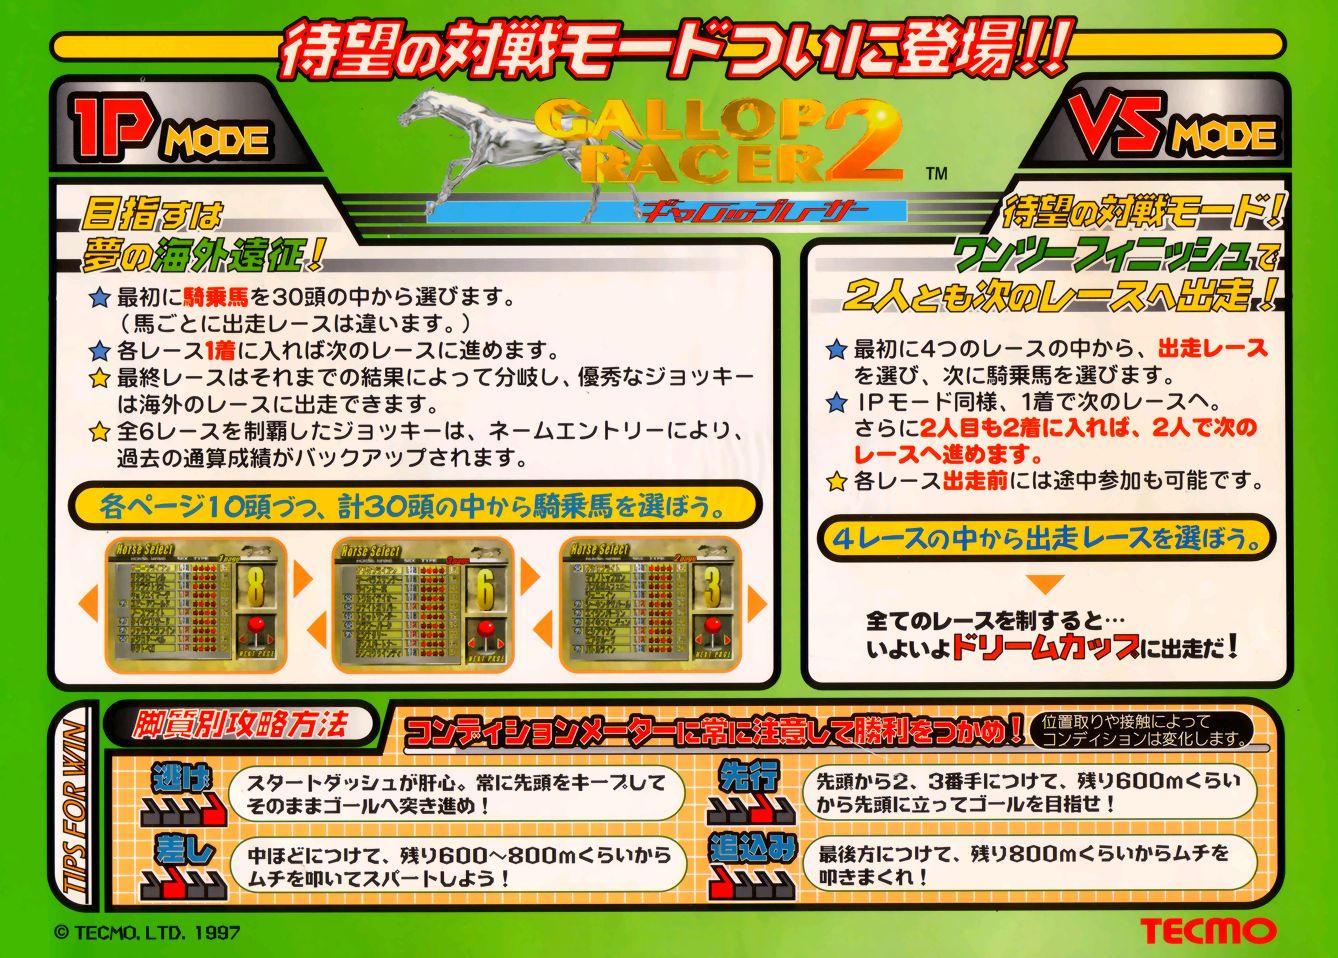 待望の対戦モードついに登場!!
1P MODE
GALLOP
RACER 2
TM
ギャロップレーサー
VS MODE
目指すは
夢の海外遠征！
★最初に騎乗馬を30頭の中から選びます。
（馬ごとに出走レースは違います。）
★各レース1着に入れば次のレースに進めます。
★最終レースはそれまでの結果によって分岐し、優秀なジョッキー
は海外のレースに出走できます。
★全6レースを制覇したジョッキーは、ネームエントリーにより、
過去の通算成績がバックアップされます。
各ページ10頭づつ、計30頭の中から騎乗馬を選ぼう。
Horse Select
8
NEXT PAGE
Horse Select
6
NEXT PAGE
Horse Select
3
NEXT PAGE
待望の対戦モード！
ワンツーフィニッシュで
2人とも次のレースへ出走！
★最初に4つのレースの中から、出走レース
を選び、次に騎乗馬を選びます。
★1Pモード同様、1着で次のレースへ。
さらに2人目も2着に入れば、2人で次の
レースへ進めます。
★各レース出走前には途中参加も可能です。
4レースの中から出走レースを選ぼう。
全てのレースを制すると…
いよいよドリームカップに出走だ！
TIPS FOR WIN
脚質別攻略方法
コンディションメーターに常に注意して勝利をつかめ！
位置取りや接触によって
コンディションは変化します。
逃げ
スタートダッシュが肝心。常に先頭をキープして
そのままゴールへ突き進め！
先行
先頭から2、3番手につけて、残り600mくらい
から先頭に立ってゴールを目指せ！
差し
中ほどにつけて、残り600～800mくらいから
ムチを叩いてスパートしよう！
追込み
最後方につけて、残り800mくらいからムチを
叩きまくれ！
© TECMO, LTD. 1997
TECMO